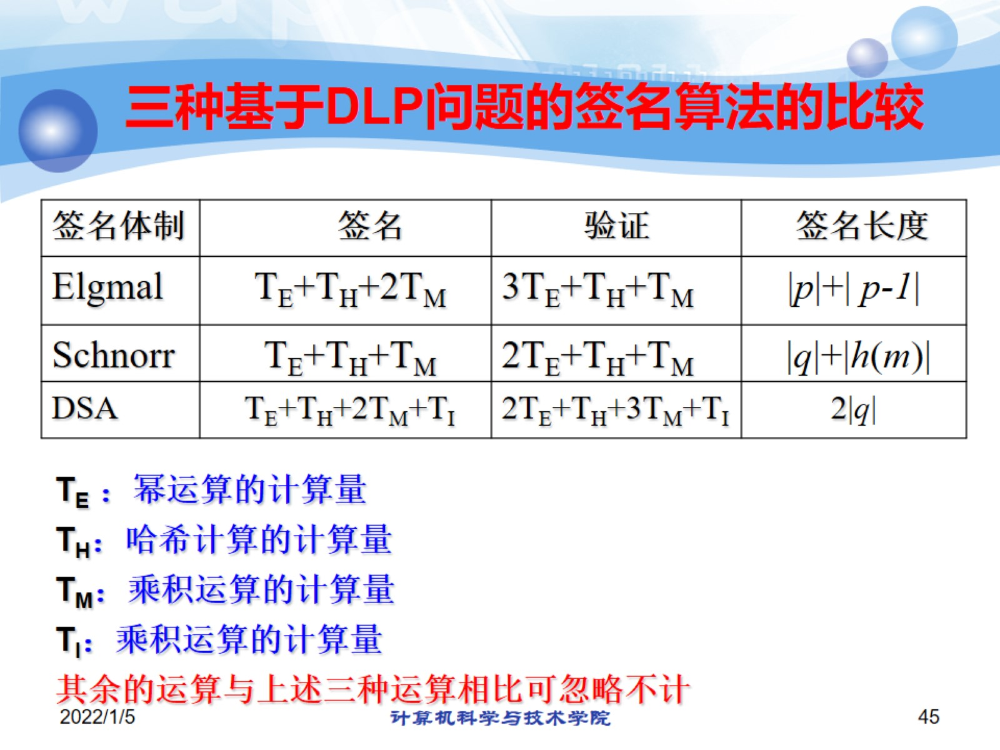 三种基于DLP问题的签名算法的比较
签名体制 签名 验证 签名长度
Elgmal T_E+T_H+2T_M 3T_E+T_H+T_M |p|+| p-1|
Schnorr T_E+T_H+T_M 2T_E+T_H+T_M |q|+|h(m)|
DSA T_E+T_H+2T_M+T_I 2T_E+T_H+3T_M+T_I 2|q|
T_E：幂运算的计算量
T_H：哈希计算的计算量
T_M：乘积运算的计算量
T_I：乘积运算的计算量
其余的运算与上述三种运算相比可忽略不计
2022/1/5 计算机科学与技术学院 45